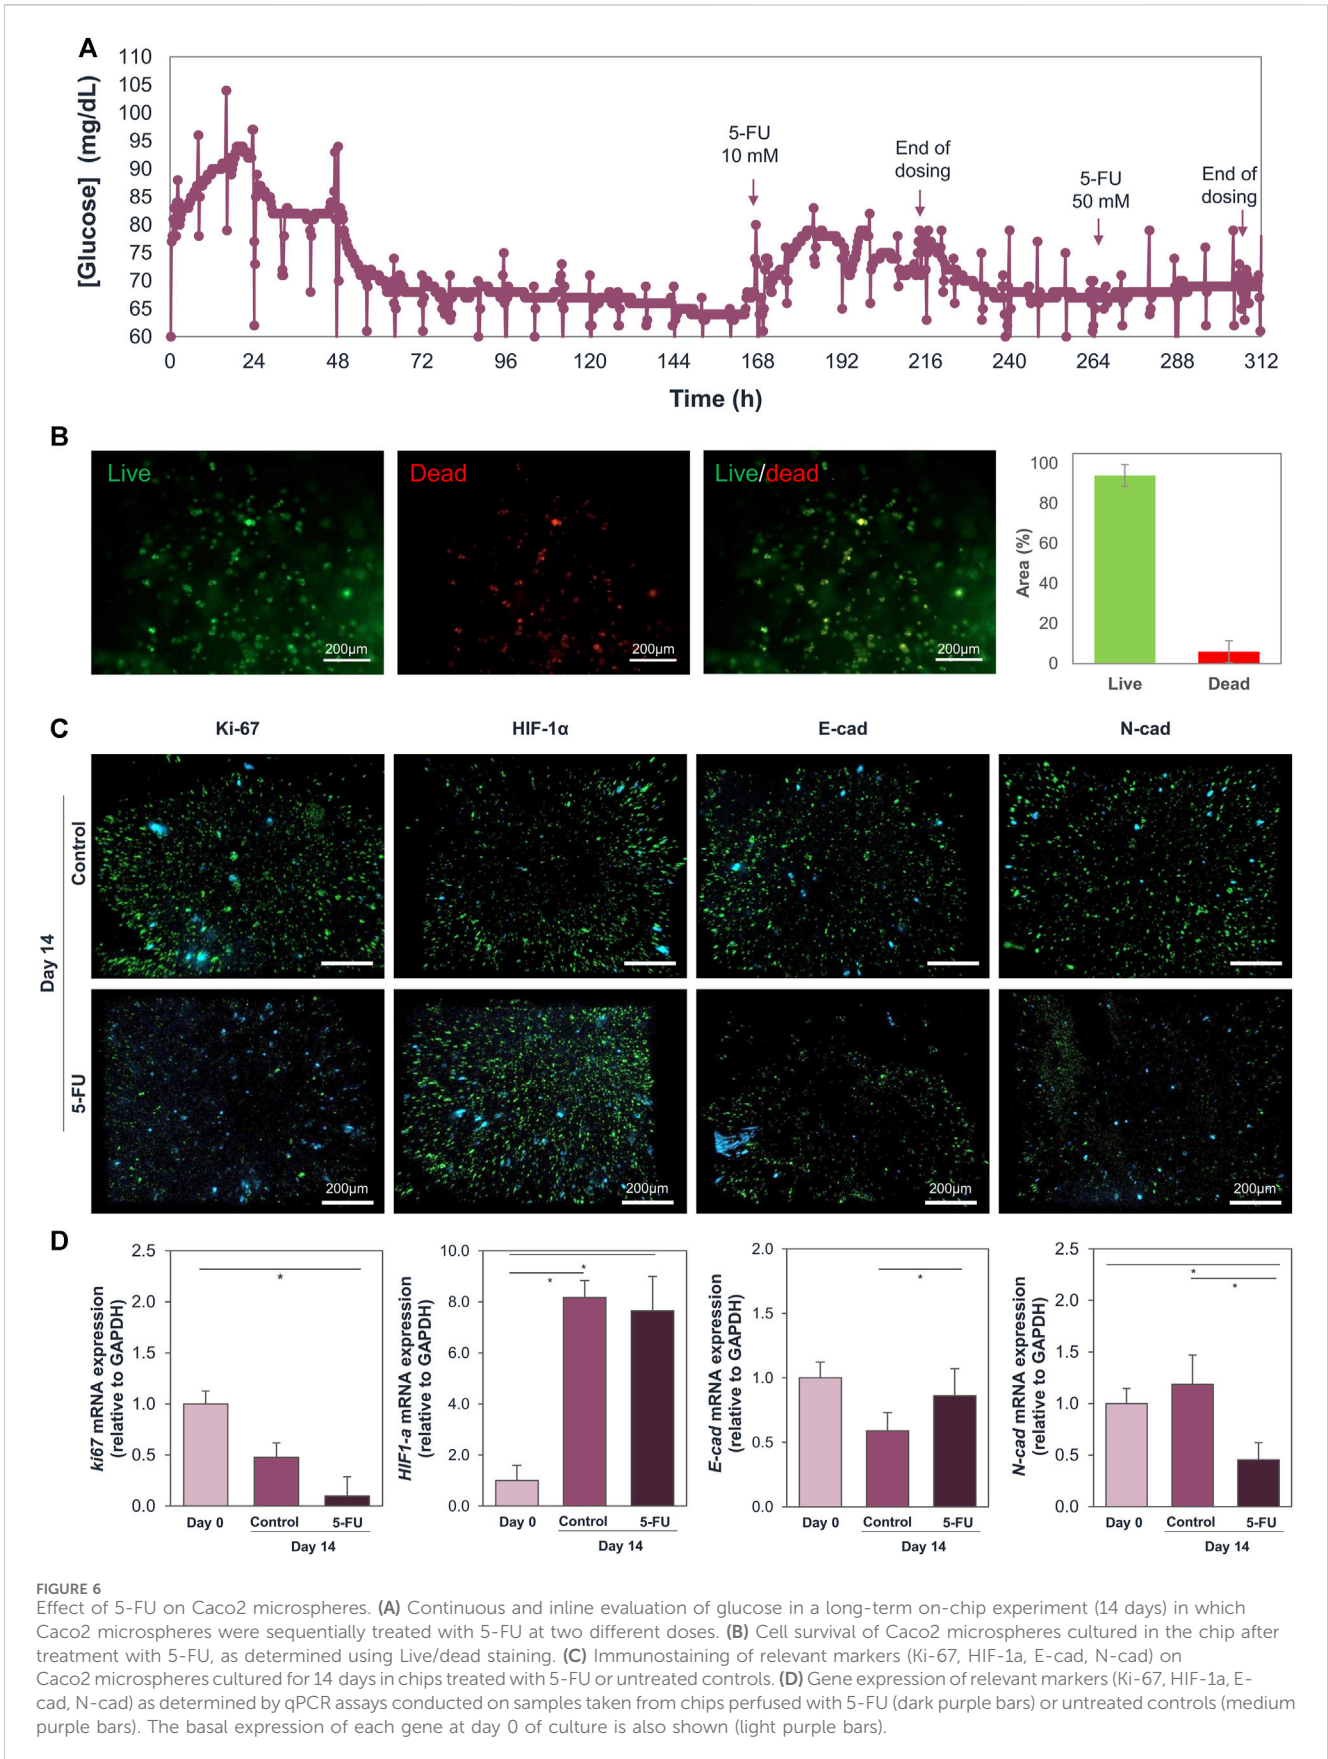 A
110
105
100
95
90
85
80
75
70
65
60
[Glucose] (mg/dL)
5-FU
10 mM
End of
dosing
5-FU
50 mM
End of
dosing
0 24 48 72 96 120 144 168 192 216 240 264 288 312
Time (h)
B
Live
200µm
Dead
200µm
Live/dead
200µm
100
80
60
40
20
0
Area (%)
Live Dead
C
Ki-67 HIF-1α E-cad N-cad
Day 14
Control
5-FU
200µm 200µm 200µm 200µm
D
2.5
2.0
1.5
1.0
0.5
0.0
ki67 mRNA expression
(relative to GAPDH)
*
Day 0 Control 5-FU
Day 14
10.0
8.0
6.0
4.0
2.0
0.0
HIF1-a mRNA expression
(relative to GAPDH)
*
*
Day 0 Control 5-FU
Day 14
2.0
1.5
1.0
0.5
0.0
E-cad mRNA expression
(relative to GAPDH)
*
Day 0 Control 5-FU
Day 14
2.5
2.0
1.5
1.0
0.5
0.0
N-cad mRNA expression
(relative to GAPDH)
*
*
Day 0 Control 5-FU
Day 14
FIGURE 6
Effect of 5-FU on Caco2 microspheres. (A) Continuous and inline evaluation of glucose in a long-term on-chip experiment (14 days) in which
Caco2 microspheres were sequentially treated with 5-FU at two different doses. (B) Cell survival of Caco2 microspheres cultured in the chip after
treatment with 5-FU, as determined using Live/dead staining. (C) Immunostaining of relevant markers (Ki-67, HIF-1a, E-cad, N-cad) on
Caco2 microspheres cultured for 14 days in chips treated with 5-FU or untreated controls. (D) Gene expression of relevant markers (Ki-67, HIF-1a, E-
cad, N-cad) as determined by qPCR assays conducted on samples taken from chips perfused with 5-FU (dark purple bars) or untreated controls (medium
purple bars). The basal expression of each gene at day 0 of culture is also shown (light purple bars).